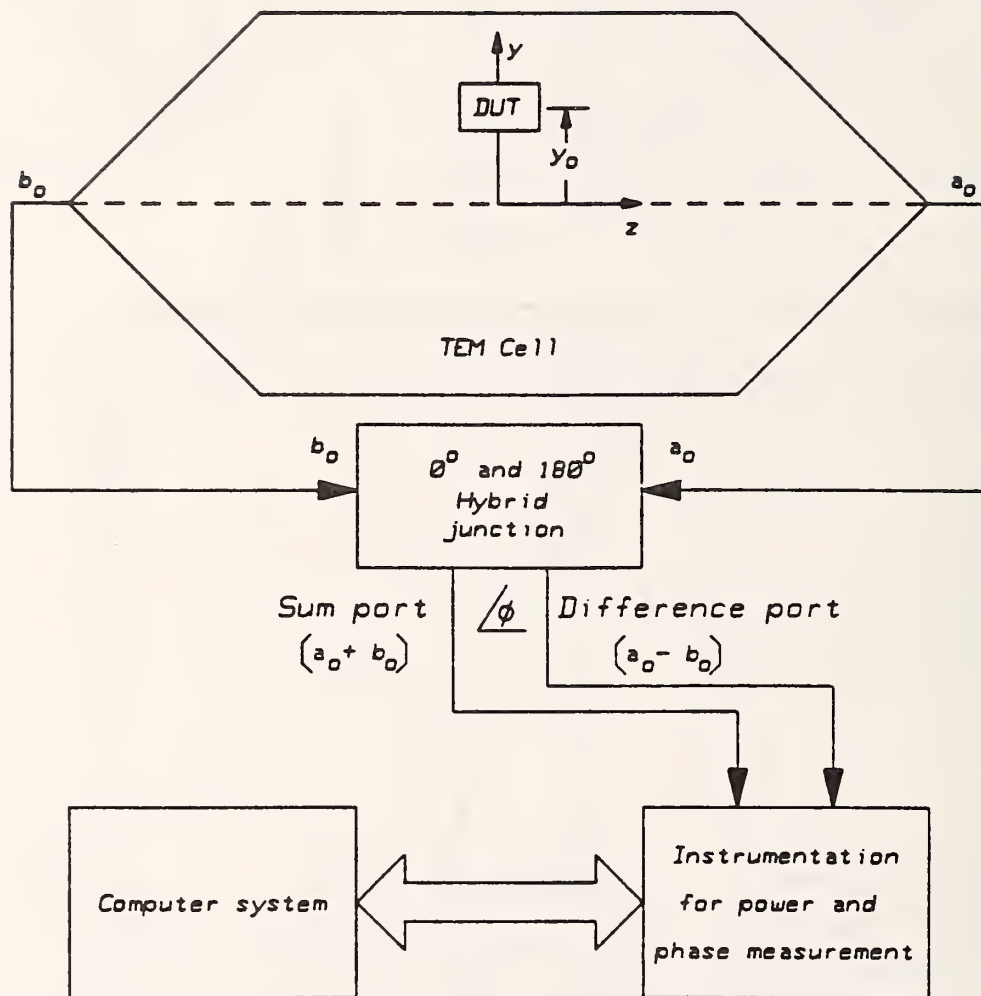 y
DUT
y₀
b₀
a₀
z
TEM Cell
b₀
0° and 180°
Hybrid
junction
a₀
Sum port
(a₀+ b₀)
/ϕ
Difference port
(a₀- b₀)
Computer system
Instrumentation
for power and
phase measurement